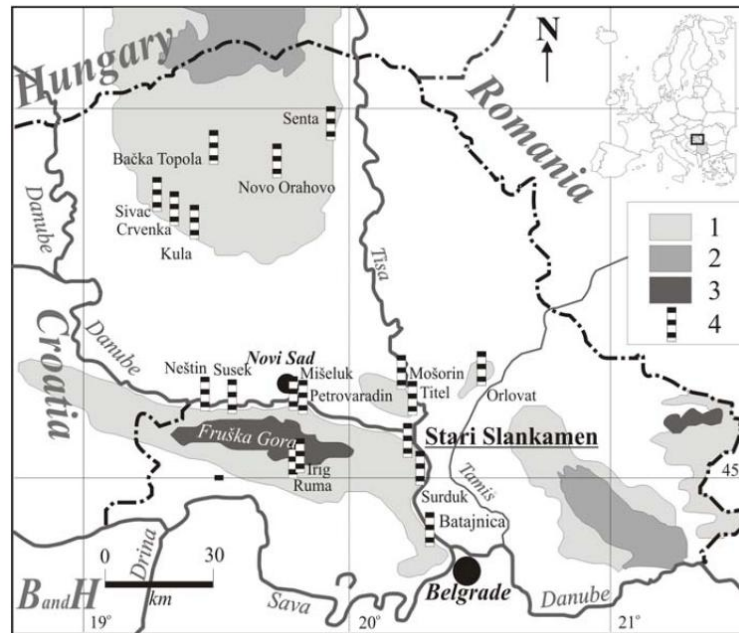 Hungary
N
Romania
Senta
Bačka Topola
Novo Orahovo
Sivac
Crvenka
Kula
Danube
Tisa
1
2
3
4
Croatia
Danube
Neštin
Susek
Novi Sad
Mišeluk
Petrovaradin
Mošorin
Titel
Orlovat
Fruška Gora
Irig
Ruma
Stari Slankamen
45
Surduk
Tamiš
Batajnica
0
30
km
Drina
B and H
Sava
Belgrade
Danube
19°
20°
21°